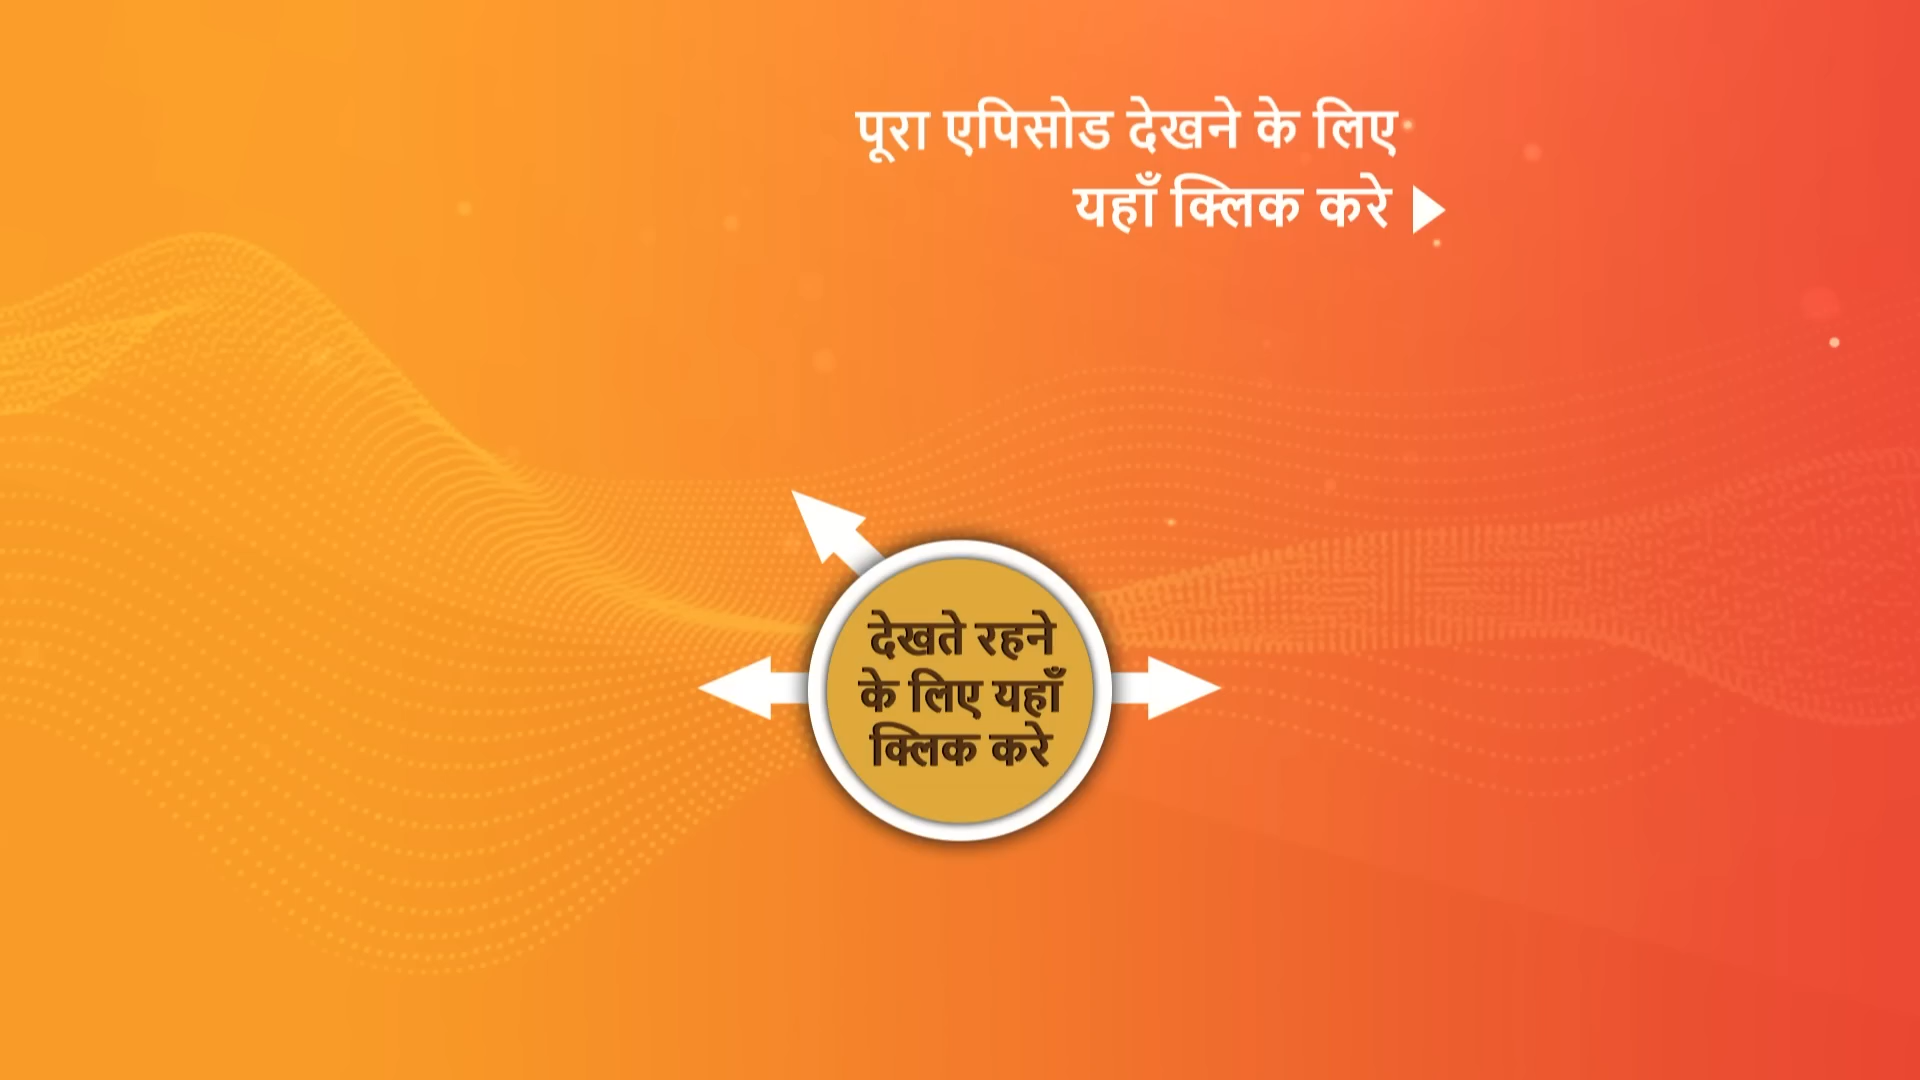 पूरा एपिसोड देखने के लिए
यहाँ क्लिक करे
देखते रहने
के लिए यहाँ
क्लिक करे